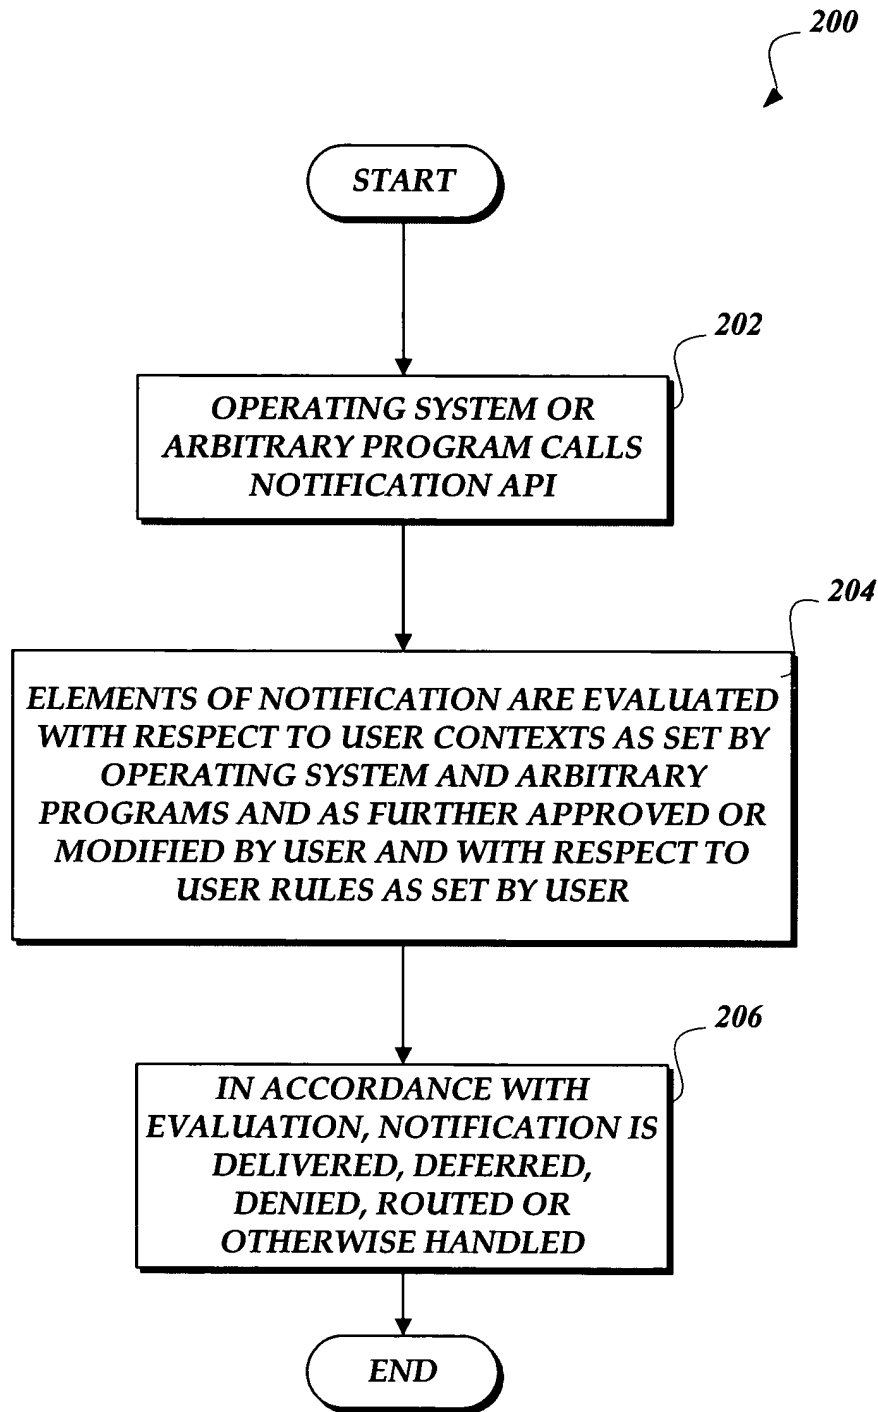 200
START
202
OPERATING SYSTEM OR
ARBITRARY PROGRAM CALLS
NOTIFICATION API
204
ELEMENTS OF NOTIFICATION ARE EVALUATED
WITH RESPECT TO USER CONTEXTS AS SET BY
OPERATING SYSTEM AND ARBITRARY
PROGRAMS AND AS FURTHER APPROVED OR
MODIFIED BY USER AND WITH RESPECT TO
USER RULES AS SET BY USER
206
IN ACCORDANCE WITH
EVALUATION, NOTIFICATION IS
DELIVERED, DEFERRED,
DENIED, ROUTED OR
OTHERWISE HANDLED
END